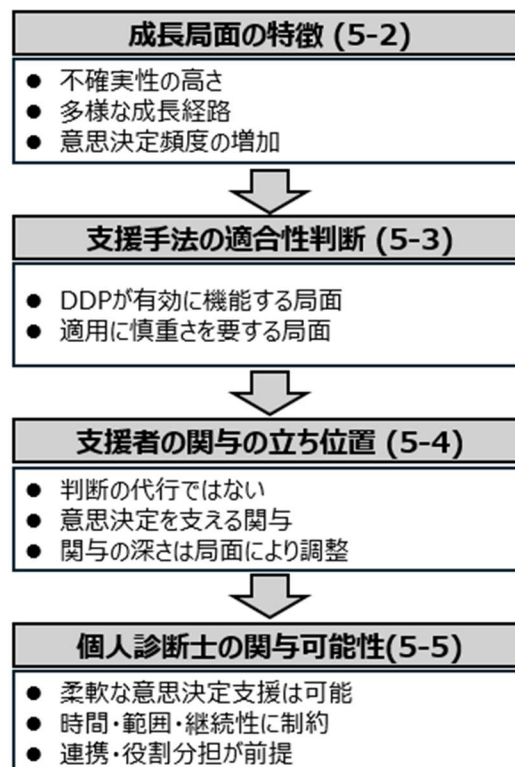 成長局面の特徴 (5-2)
● 不確実性の高さ
● 多様な成長経路
● 意思決定頻度の増加
支援手法の適合性判断 (5-3)
● DDPが有効に機能する局面
● 適用に慎重さを要する局面
支援者の関与の立ち位置 (5-4)
● 判断の代行ではない
● 意思決定を支える関与
● 関与の深さは局面により調整
個人診断士の関与可能性(5-5)
● 柔軟な意思決定支援は可能
● 時間・範囲・継続性に制約
● 連携・役割分担が前提